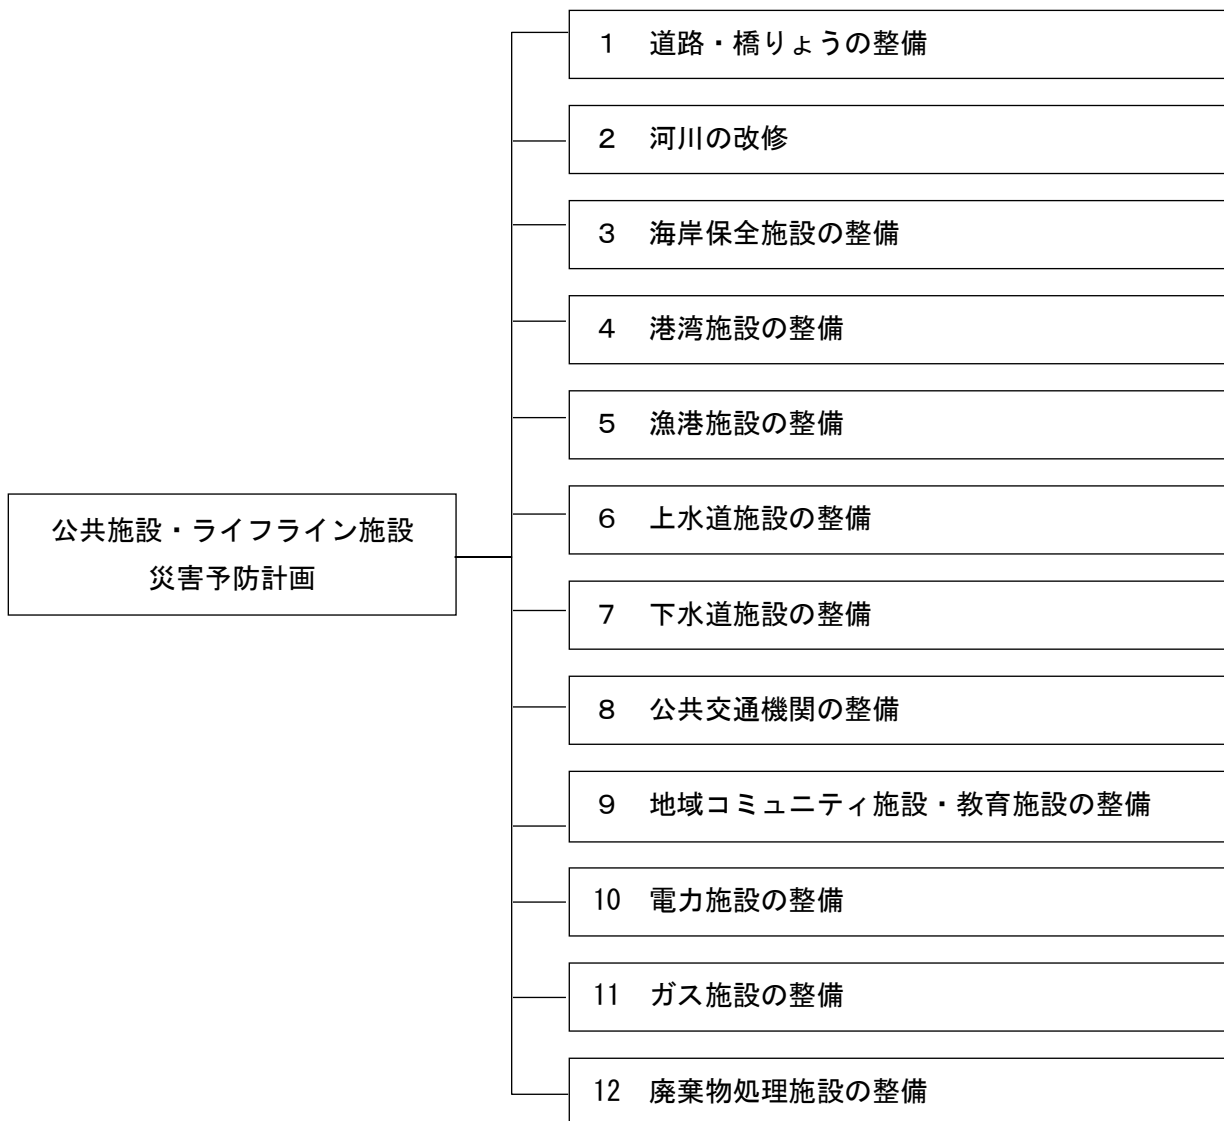 １　道路・橋りょうの整備
２　河川の改修
３　海岸保全施設の整備
４　港湾施設の整備
５　漁港施設の整備
公共施設・ライフライン施設
災害予防計画
６　上水道施設の整備
７　下水道施設の整備
８　公共交通機関の整備
９　地域コミュニティ施設・教育施設の整備
10　電力施設の整備
11　ガス施設の整備
12　廃棄物処理施設の整備